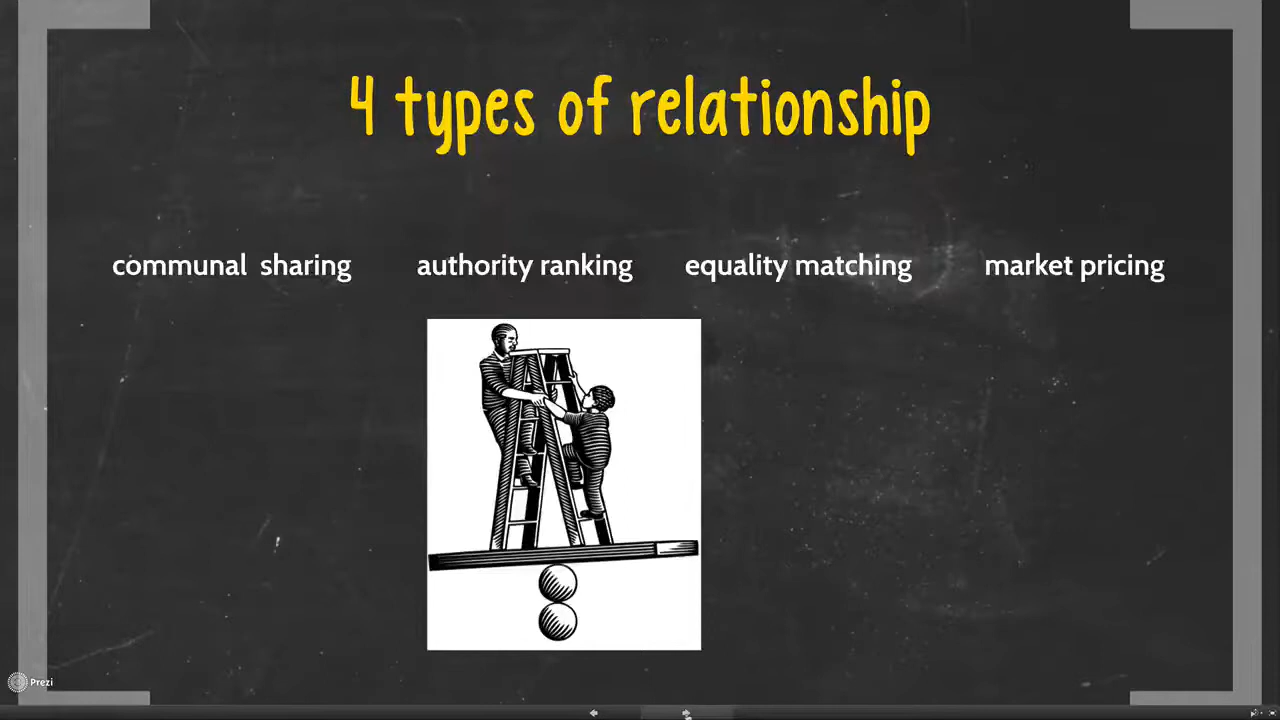 4 types of relationship
communal sharing authority ranking equality matching market pricing
Prezi